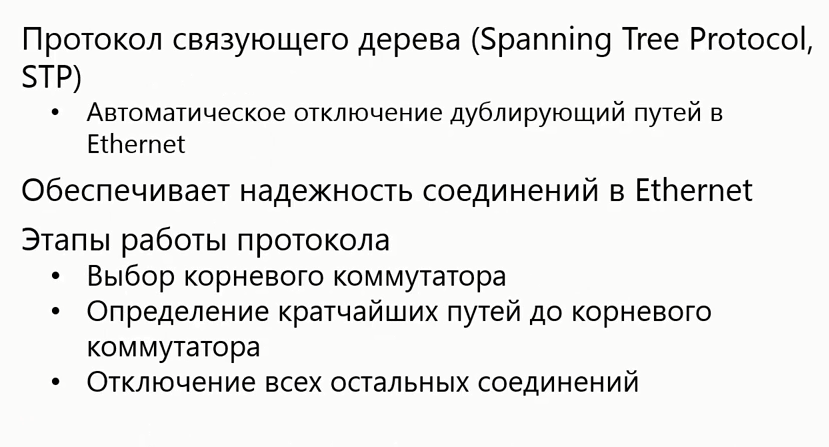 Протокол связующего дерева (Spanning Tree Protocol,
STP)
• Автоматическое отключение дублирующий путей в
Ethernet
Обеспечивает надежность соединений в Ethernet
Этапы работы протокола
• Выбор корневого коммутатора
• Определение кратчайших путей до корневого
коммутатора
• Отключение всех остальных соединений